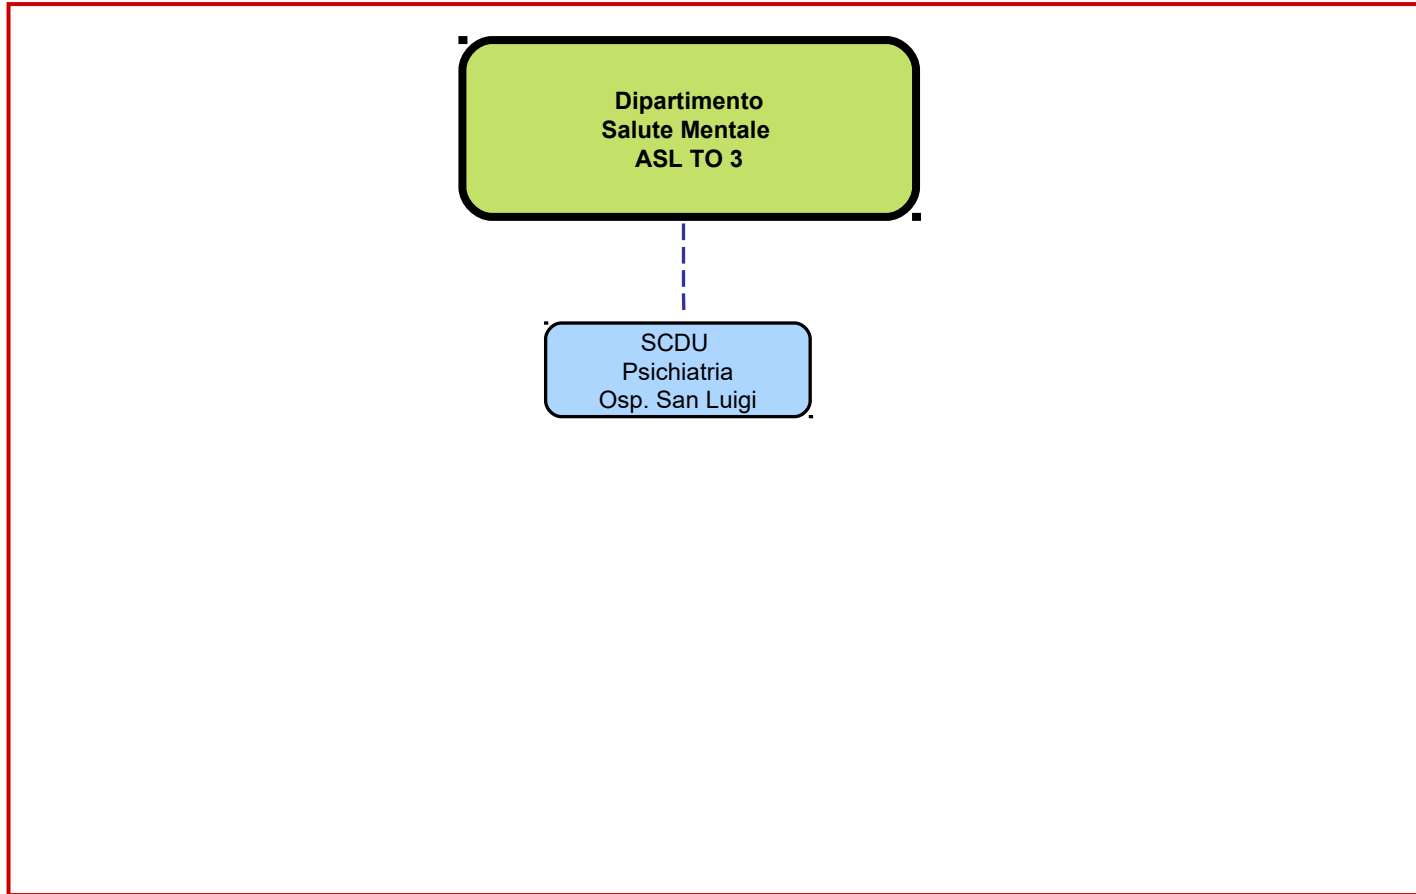 Dipartimento
Salute Mentale
ASL TO 3
SCDU
Psichiatria
Osp. San Luigi